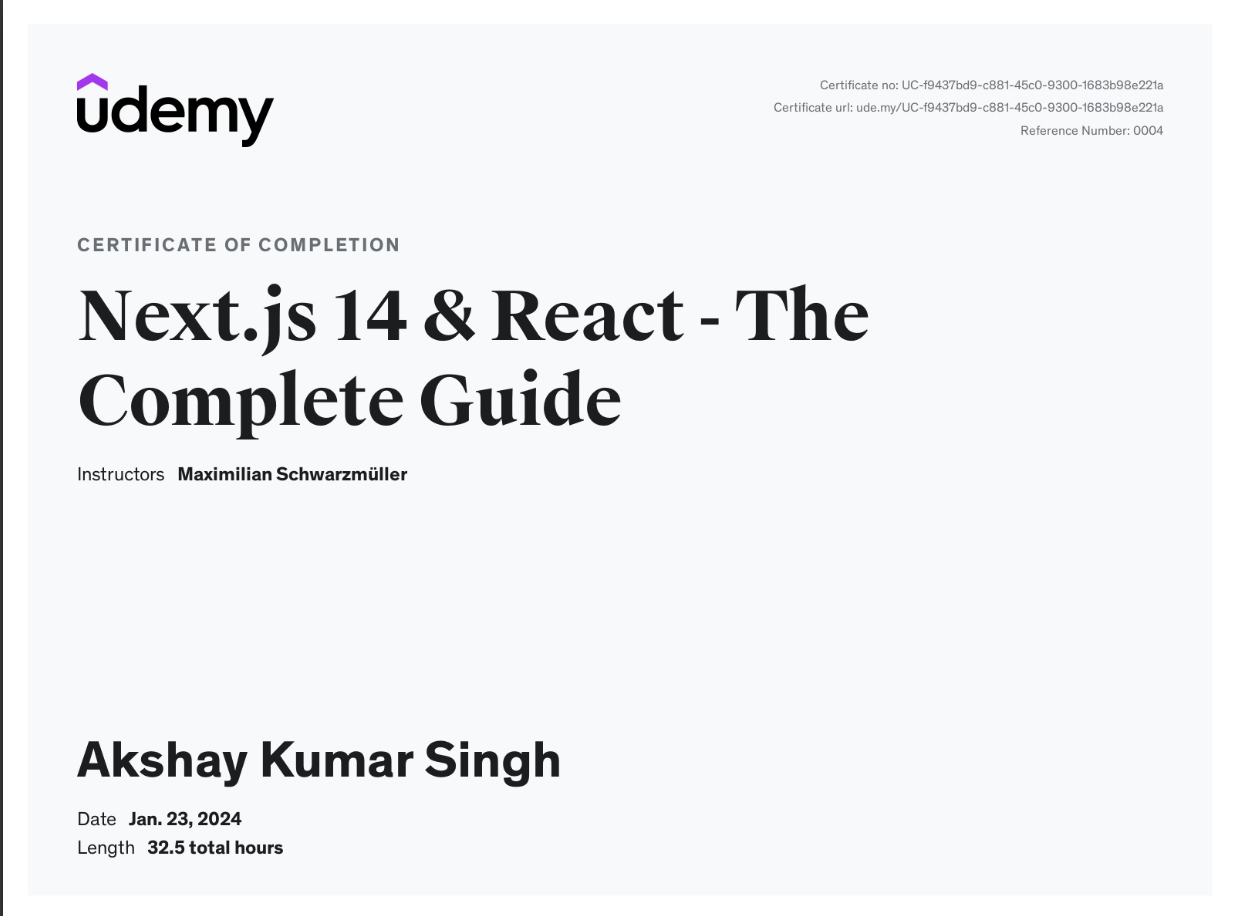 udemy
Certificate no: UC-f9437bd9-c881-45c0-9300-1683b98e221a
Certificate url: ude.my/UC-f9437bd9-c881-45c0-9300-1683b98e221a
Reference Number: 0004
CERTIFICATE OF COMPLETION
Next.js 14 & React - The
Complete Guide
Instructors Maximilian Schwarzmüller
Akshay Kumar Singh
Date Jan. 23, 2024
Length 32.5 total hours